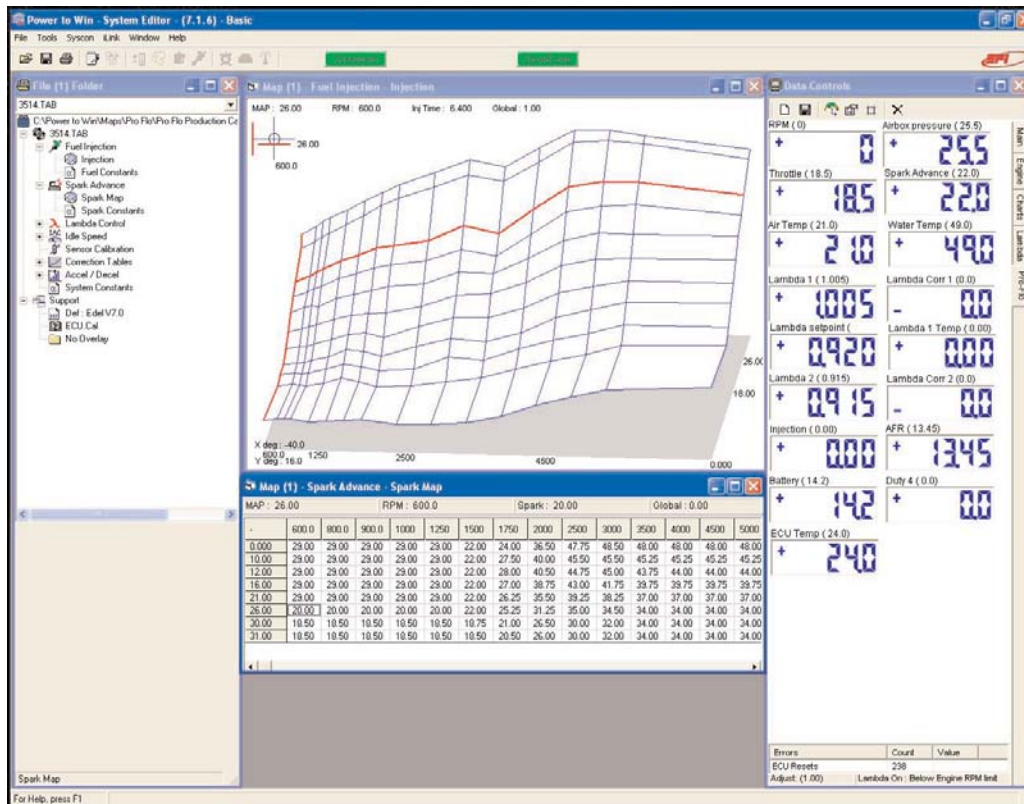 Power to Win - System Editor - (7.1.6) - Basic
File Tools Syscon iLink Window Help
EFI
File (1) Folder
3514.TAB
C:\Power to Win\Maps\Pro Flo\Pro Flo Production Ca
3514.TAB
Fuel Injection
Injection
Fuel Constants
Spark Advance
Spark Map
Spark Constants
Lambda Control
Idle Speed
Sensor Calibration
Correction Tables
Accel / Decel
System Constants
Support
Def : Edel V7.0
ECU.Cal
No Overlay
Spark Map
Map (1) - Fuel Injection - Injection
MAP : 26.00 RPM : 600.0 Inj Time : 6.400 Global : 1.00
26.00
600.0
26.00
18.00
X deg : -40.0
Y deg : 16.0
600.0 1250 2500 4500 0.000
Map (1) - Spark Advance - Spark Map
MAP : 26.00 RPM : 600.0 Spark : 20.00 Global : 0.00
- 600.0 800.0 900.0 1000 1250 1500 1750 2000 2500 3000 3500 4000 4500 5000
0.000 29.00 29.00 29.00 29.00 29.00 22.00 24.00 36.50 47.75 48.50 48.00 48.00 48.00 48.00
10.00 29.00 29.00 29.00 29.00 29.00 22.00 27.50 40.00 45.50 45.50 45.25 45.25 45.25 45.25
12.00 29.00 29.00 29.00 29.00 29.00 22.00 28.00 40.50 44.75 45.00 43.75 44.00 44.00 44.00
16.00 29.00 29.00 29.00 29.00 29.00 22.00 27.00 38.75 43.00 41.75 39.75 39.75 39.75 39.75
21.00 29.00 29.00 29.00 29.00 29.00 22.00 26.25 35.50 39.25 38.25 37.00 37.00 37.00 37.00
26.00 20.00 20.00 20.00 20.00 20.00 22.00 25.25 31.25 35.00 34.50 34.00 34.00 34.00 34.00
30.00 18.50 18.50 18.50 18.50 18.50 18.75 21.00 26.50 30.00 32.00 34.00 34.00 34.00 34.00
31.00 18.50 18.50 18.50 18.50 18.50 18.50 20.50 26.00 30.00 32.00 34.00 34.00 34.00 34.00
Data Controls
RPM ( 0 ) Airbox pressure ( 25.5 )
+ 0 + 25.5
Throttle ( 18.5 ) Spark Advance ( 22.0 )
+ 18.5 + 22.0
Air Temp ( 21.0 ) Water Temp ( 49.0 )
+ 21.0 + 49.0
Lambda 1 ( 1.005 ) Lambda Corr 1 ( 0.0 )
+ 1.005 - 0.0
Lambda setpoint ( Lambda 1 Temp ( 0.00 )
+ 0.920 + 0.00
Lambda 2 ( 0.915 ) Lambda Corr 2 ( 0.0 )
+ 0.915 - 0.0
Injection ( 0.00 ) AFR ( 13.45 )
+ 0.00 + 13.45
Battery ( 14.2 ) Duty 4 ( 0.0 )
+ 14.2 + 0.0
ECU Temp ( 24.0 )
+ 24.0
Main
Engine
Charts
Lambda
Pro-Flo
Errors Count Value
ECU Resets 238
Adjust: (1.00) Lambda On : Below Engine RPM limit
For Help, press F1